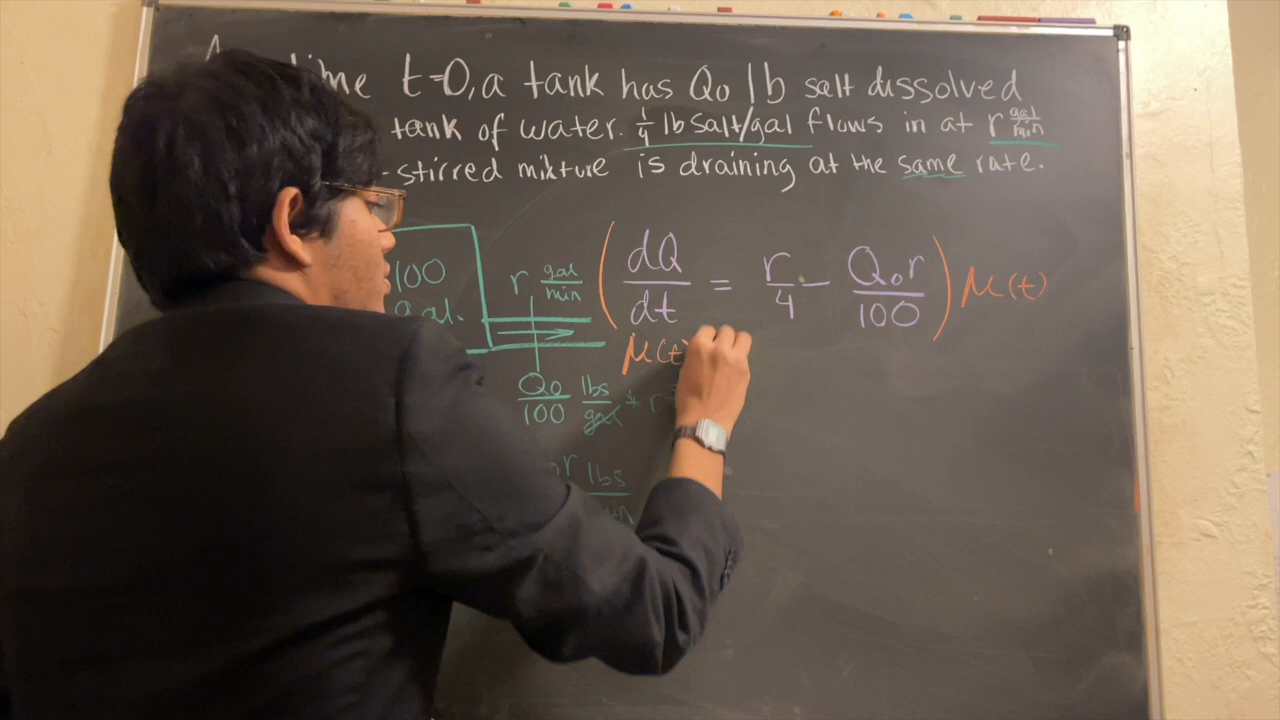 time t=0, a tank has Q₀ lb salt dissolved
tank of water. 1/4 lb salt/gal flows in at r gal/min
-stirred mixture is draining at the same rate.
100 gal.
r gal/min
(dQ/dt = r/4 - Q₀r/100) μ(t)
μ(t)
Q₀/100 lbs/gal * r
r lbs